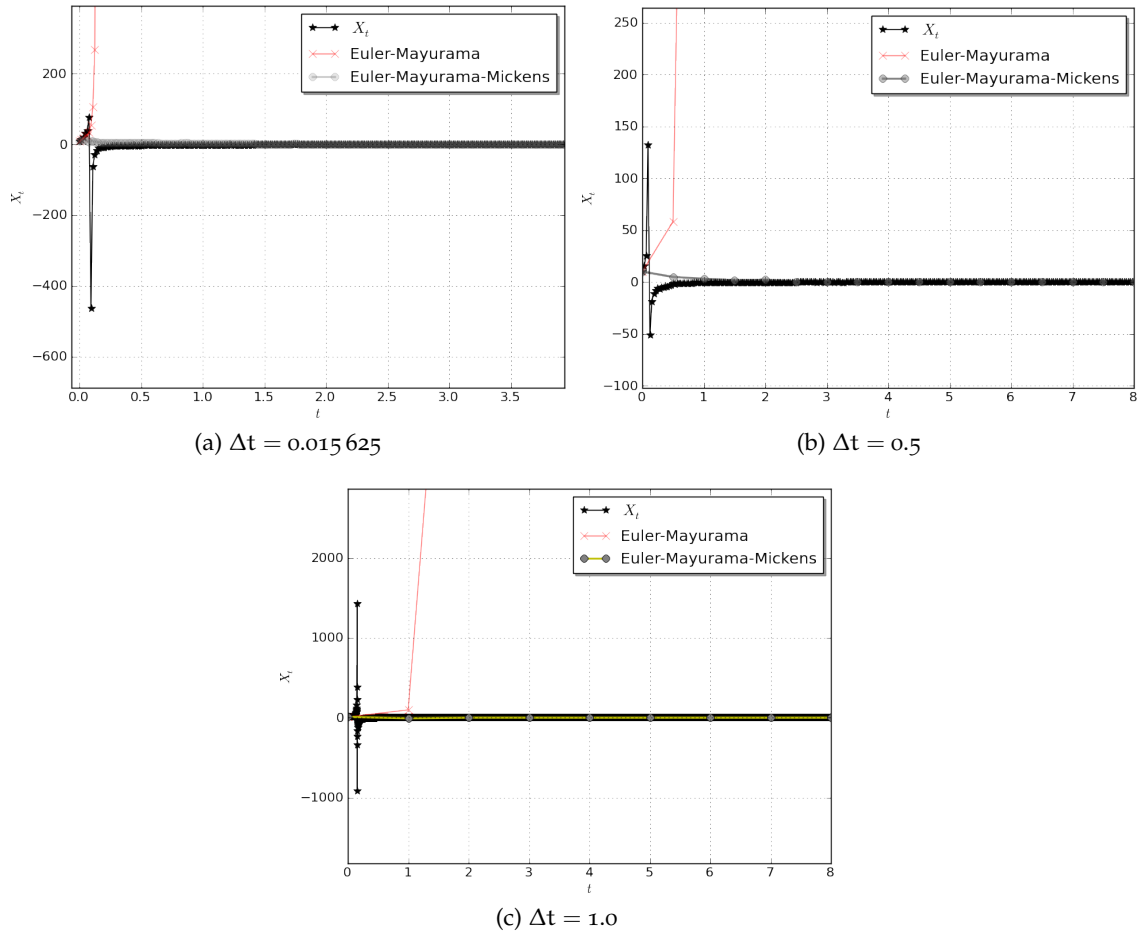 X_t
Euler-Mayurama
Euler-Mayurama-Mickens
200
0
−200
−400
−600
X_t
0.0 0.5 1.0 1.5 2.0 2.5 3.0 3.5
t
(a) Δt = 0.015 625
X_t
Euler-Mayurama
Euler-Mayurama-Mickens
250
200
150
100
50
0
−50
−100
X_t
0 1 2 3 4 5 6 7 8
t
(b) Δt = 0.5
X_t
Euler-Mayurama
Euler-Mayurama-Mickens
2000
1000
0
−1000
X_t
0 1 2 3 4 5 6 7 8
t
(c) Δt = 1.0